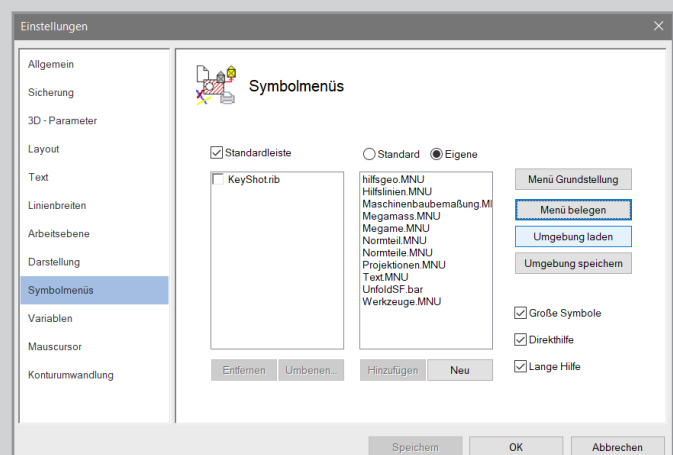 Einstellungen
Allgemein
Sicherung
3D - Parameter
Layout
Text
Linienbreiten
Arbeitsebene
Darstellung
Symbolmenüs
Variablen
Mauscursor
Konturumwandlung
Symbolmenüs
Standardleiste
Standard Eigene
KeyShot.rib
hilfsgeo.MNU
Hilfslinien.MNU
Maschinenbaubemaßung.M
Megamass.MNU
Megame.MNU
Normteil.MNU
Normteile.MNU
Projektionen.MNU
Text.MNU
UnfoldSF.bar
Werkzeuge.MNU
Menü Grundstellung
Menü belegen
Umgebung laden
Umgebung speichern
Große Symbole
Direkthilfe
Lange Hilfe
Entfernen Umbenen... Hinzufügen Neu
Speichern OK Abbrechen